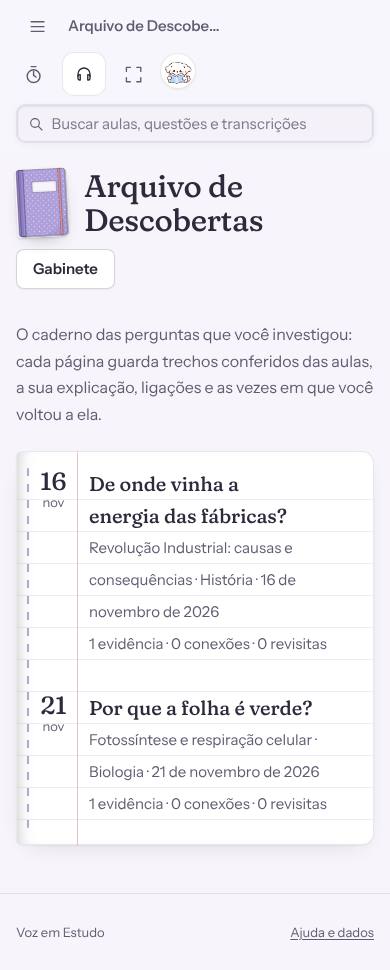 Arquivo de Descobe...
Buscar aulas, questões e transcrições
Arquivo de
Descobertas
Gabinete
O caderno das perguntas que você investigou:
cada página guarda trechos conferidos das aulas,
a sua explicação, ligações e as vezes em que você
voltou a ela.
16
nov
De onde vinha a
energia das fábricas?
Revolução Industrial: causas e
consequências · História · 16 de
novembro de 2026
1 evidência · 0 conexões · 0 revisitas
21
nov
Por que a folha é verde?
Fotossíntese e respiração celular ·
Biologia · 21 de novembro de 2026
1 evidência · 0 conexões · 0 revisitas
Voz em Estudo
Ajuda e dados